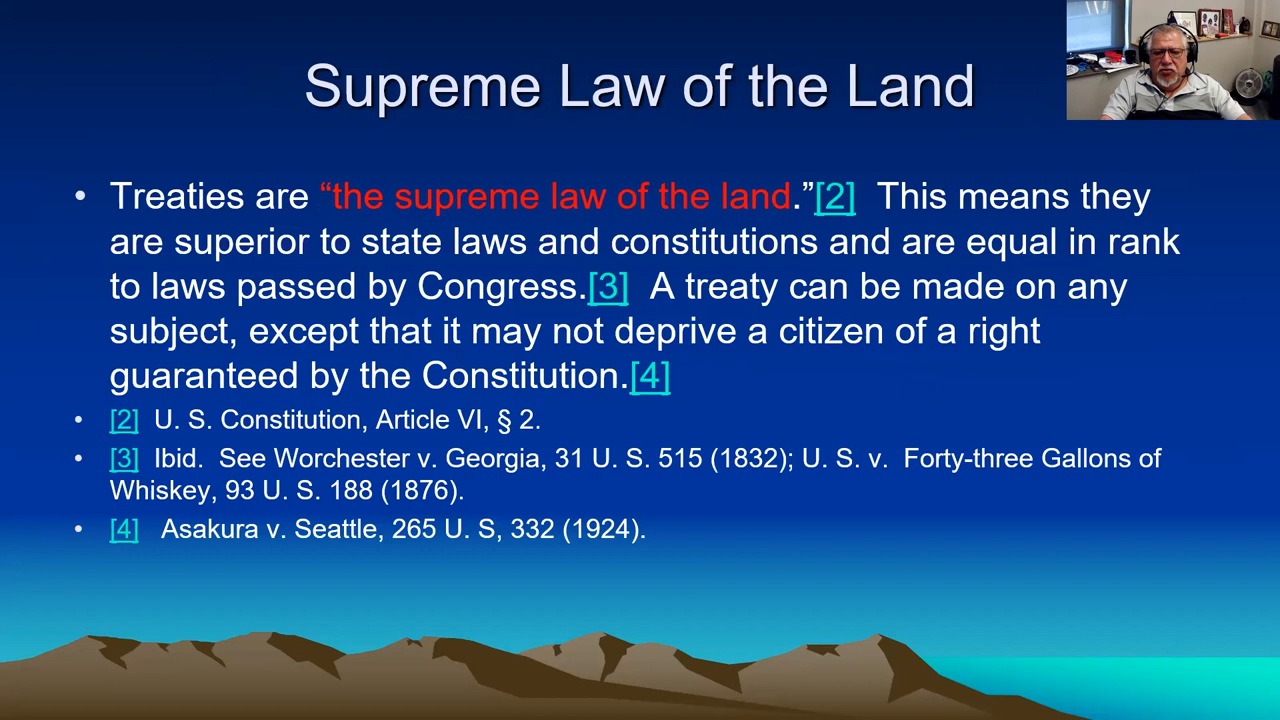 Supreme Law of the Land
• Treaties are “the supreme law of the land.”[2]  This means they
are superior to state laws and constitutions and are equal in rank
to laws passed by Congress.[3]  A treaty can be made on any
subject, except that it may not deprive a citizen of a right
guaranteed by the Constitution.[4]
• [2]  U. S. Constitution, Article VI, § 2.
• [3]  Ibid.  See Worchester v. Georgia, 31 U. S. 515 (1832); U. S. v.  Forty-three Gallons of
Whiskey, 93 U. S. 188 (1876).
• [4]   Asakura v. Seattle, 265 U. S, 332 (1924).